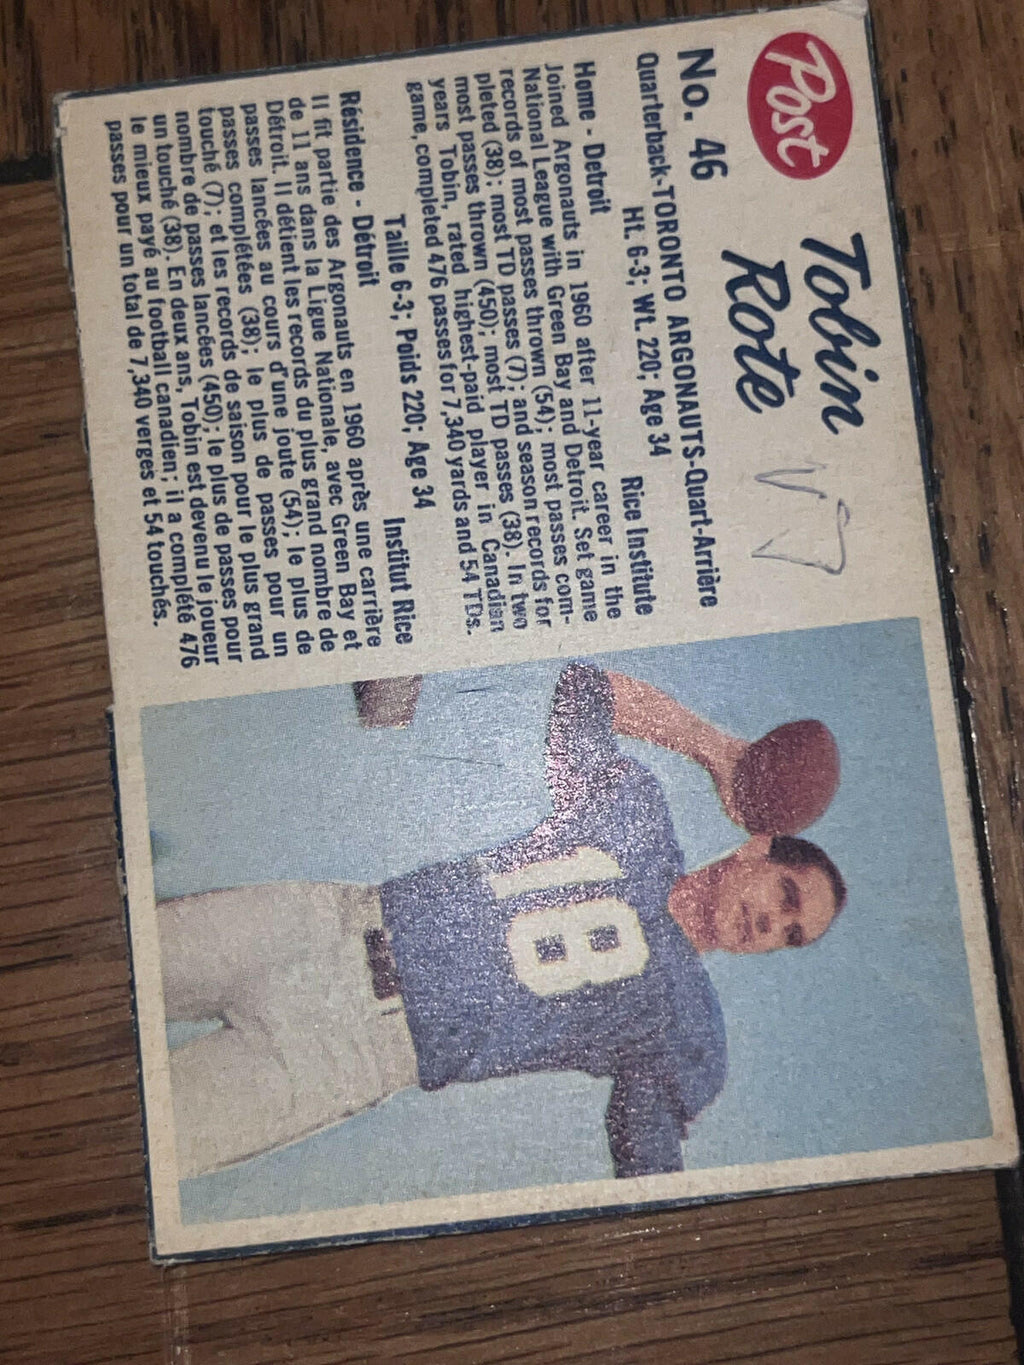 Post
Tobin
Rote
No. 46
Quarterback-TORONTO ARGONAUTS-Quart-Arrière
Ht. 6-3; Wt. 220; Age 34 Rice Institute
Home - Detroit
Joined Argonauts in 1960 after 11-year career in the
National League with Green Bay and Detroit. Set game
records of most passes thrown (54); most passes com-
pleted (38); most TD passes (7); and season records for
most passes thrown (450); most TD passes (38). In two
years Tobin, rated highest-paid player in Canadian
game, completed 476 passes for 7,340 yards and 54 TDs.
Taille 6-3; Poids 220; Age 34 Institut Rice
Résidence - Détroit
Il fit partie des Argonauts en 1960 après une carrière
de 11 ans dans la Ligue Nationale, avec Green Bay et
Détroit. Il détient les records du plus grand nombre de
passes lancées au cours d'une joute (54); le plus de
passes complétées (38); le plus de passes pour un
touché (7); et les records de saison pour le plus grand
nombre de passes lancées (450); le plus de passes pour
un touché (38). En deux ans, Tobin est devenu le joueur
le mieux payé au football canadien; il a complété 476
passes pour un total de 7,340 verges et 54 touchés.
18